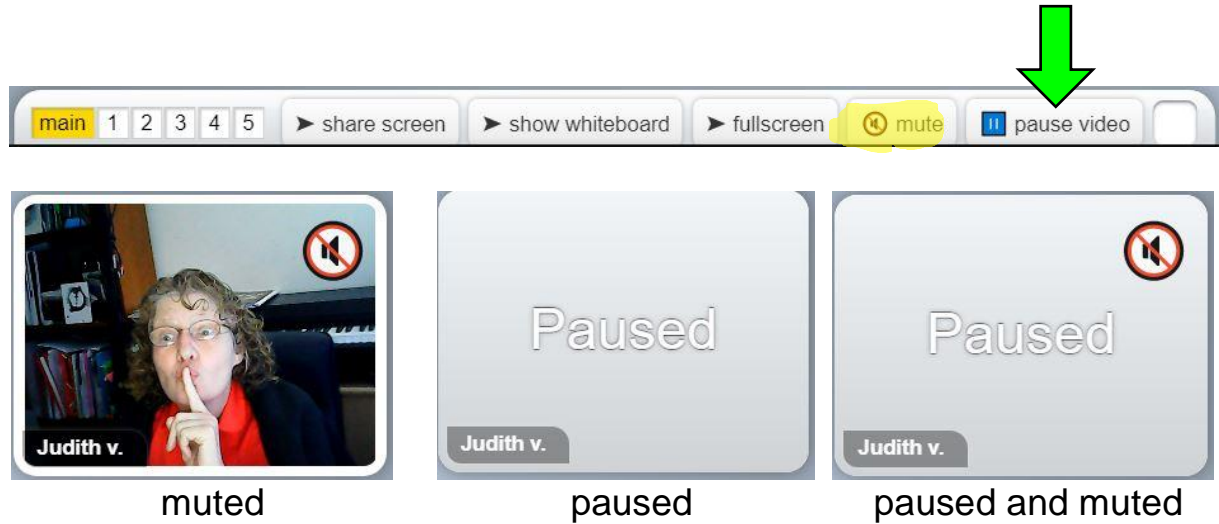 main 1 2 3 4 5 ➤ share screen ➤ show whiteboard ➤ fullscreen mute pause video
Paused Paused
Judith v. Judith v. Judith v.
muted paused paused and muted